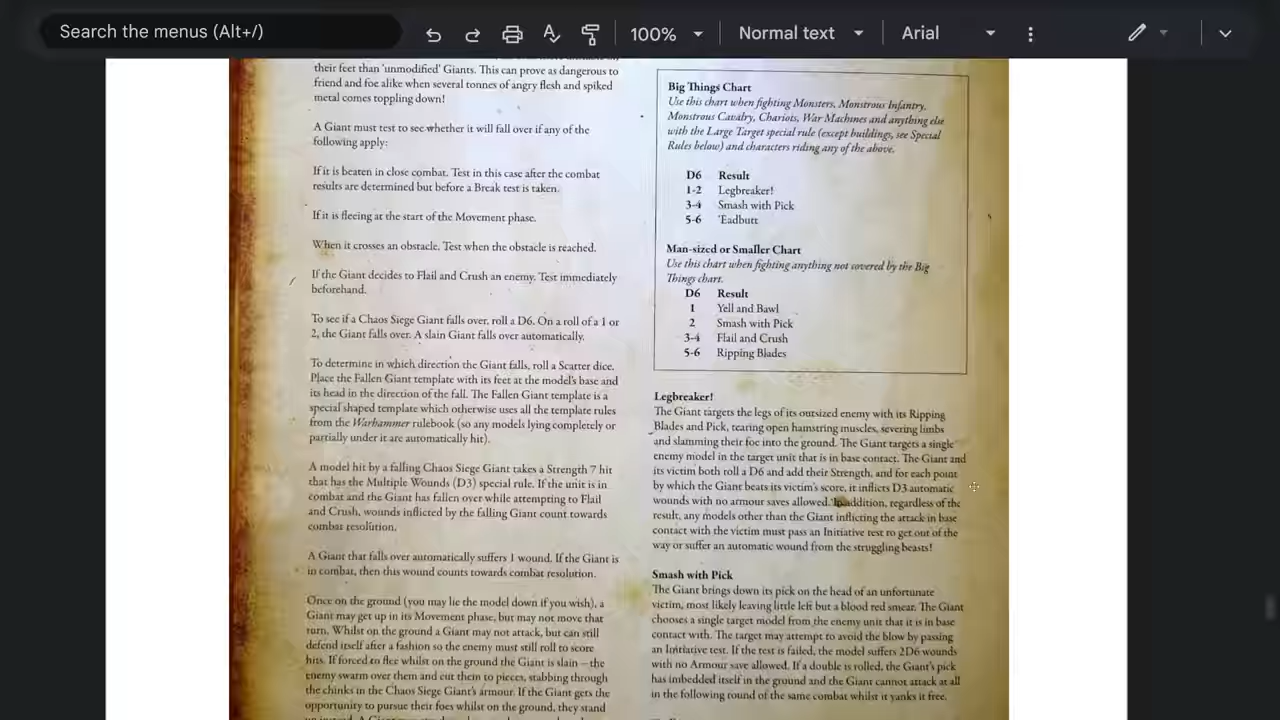 Search the menus (Alt+/)
100%
Normal text
Arial
their feet than 'unmodified' Giants. This can prove as dangerous to
friend and foe alike when several tonnes of angry flesh and spiked
metal comes toppling down!
A Giant must test to see whether it will fall over if any of the
following apply:
If it is beaten in close combat. Test in this case after the combat
results are determined but before a Break test is taken.
If it is fleeing at the start of the Movement phase.
When it crosses an obstacle. Test when the obstacle is reached.
If the Giant decides to Flail and Crush an enemy. Test immediately
beforehand.
To see if a Chaos Siege Giant falls over, roll a D6. On a roll of a 1 or
2, the Giant falls over. A slain Giant falls over automatically.
To determine in which direction the Giant falls, roll a Scatter dice.
Place the Fallen Giant template with its feet at the model's base and
its head in the direction of the fall. The Fallen Giant template is a
special shaped template which otherwise uses all the template rules
from the Warhammer rulebook (so any models lying completely or
partially under it are automatically hit).
A model hit by a falling Chaos Siege Giant takes a Strength 7 hit
that has the Multiple Wounds (D3) special rule. If the unit is in
combat and the Giant has fallen over while attempting to Flail
and Crush, wounds inflicted by the falling Giant count towards
combat resolution.
A Giant that falls over automatically suffers 1 wound. If the Giant is
in combat, then this wound counts towards combat resolution.
Once on the ground (you may lie the model down if you wish), a
Giant may get up in its Movement phase, but may not move that
turn. Whilst on the ground a Giant may not attack, but can still
defend itself after a fashion so the enemy must still roll to score
hits. If forced to flee whilst on the ground the Giant is slain – the
enemy swarm over them and cut them to pieces, stabbing through
the chinks in the Chaos Siege Giant's armour. If the Giant gets the
opportunity to pursue their foes whilst on the ground, they stand
Big Things Chart
Use this chart when fighting Monsters, Monstrous Infantry,
Monstrous Cavalry, Chariots, War Machines and anything else
with the Large Target special rule (except buildings, see Special
Rules below) and characters riding any of the above.
D6 Result
1-2 Legbreaker!
3-4 Smash with Pick
5-6 'Eadbutt
Man-sized or Smaller Chart
Use this chart when fighting anything not covered by the Big
Things chart.
D6 Result
1 Yell and Bawl
2 Smash with Pick
3-4 Flail and Crush
5-6 Ripping Blades
Legbreaker!
The Giant targets the legs of its outsized enemy with its Ripping
Blades and Pick, tearing open hamstring muscles, severing limbs
and slamming their foe into the ground. The Giant targets a single
enemy model in the target unit that is in base contact. The Giant and
its victim both roll a D6 and add their Strength, and for each point
by which the Giant beats its victim's score, it inflicts D3 automatic
wounds with no armour saves allowed. In addition, regardless of the
result, any models other than the Giant inflicting the attack in base
contact with the victim must pass an Initiative test to get out of the
way or suffer an automatic wound from the struggling beasts!
Smash with Pick
The Giant brings down its pick on the head of an unfortunate
victim, most likely leaving little left but a blood red smear. The Giant
chooses a single target model from the enemy unit that it is in base
contact with. The target may attempt to avoid the blow by passing
an Initiative test. If the test is failed, the model suffers 2D6 wounds
with no Armour save allowed. If a double is rolled, the Giant's pick
has imbedded itself in the ground and the Giant cannot attack at all
in the following round of the same combat whilst it yanks it free.